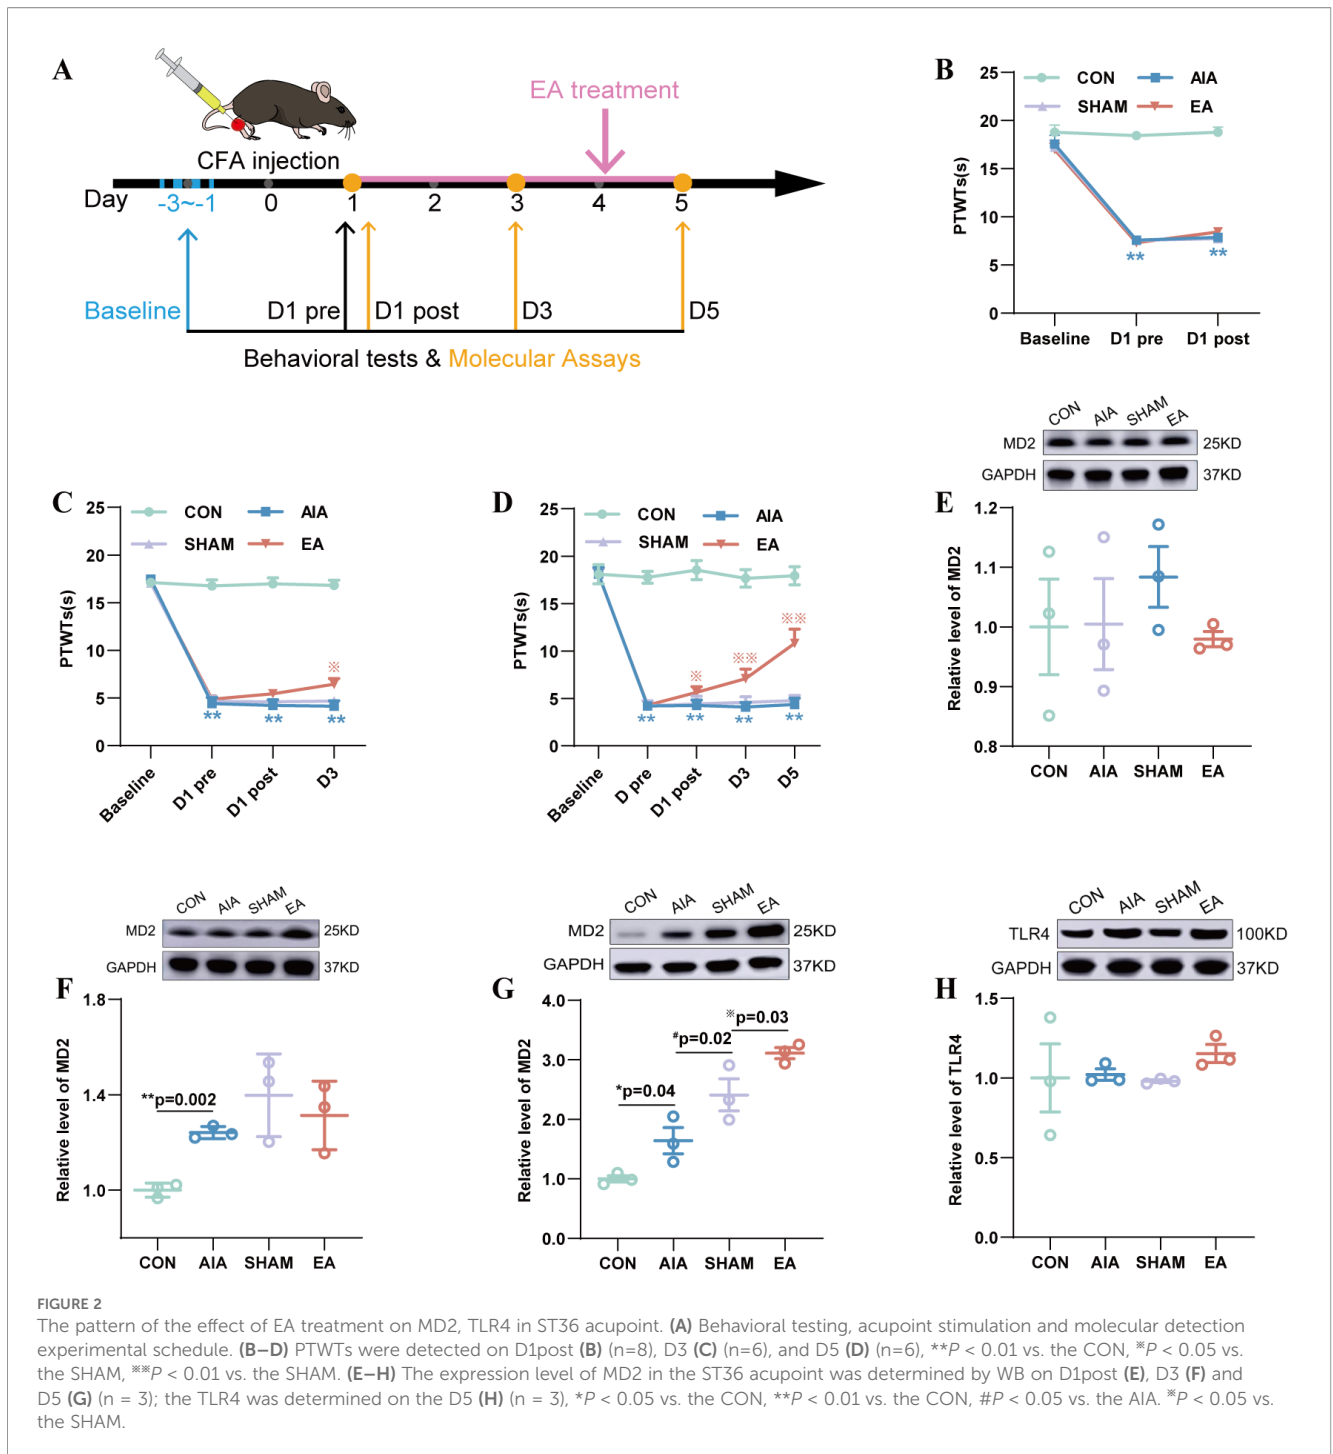 A
EA treatment
CFA injection
Day
-3~-1 0 1 2 3 4 5
Baseline D1 pre D1 post D3 D5
Behavioral tests & Molecular Assays
B
CON AIA
SHAM EA
PTWTs(s)
25
20
15
10
5
0
** **
Baseline D1 pre D1 post
C
CON AIA
SHAM EA
PTWTs(s)
25
20
15
10
5
0
※
** ** **
Baseline D1 pre D1 post D3
D
CON AIA
SHAM EA
PTWTs(s)
25
20
15
10
5
0
※ ※※ ※※
** ** ** **
Baseline D pre D1 post D3 D5
E
CON AIA SHAM EA
MD2 25KD
GAPDH 37KD
Relative level of MD2
1.2
1.1
1.0
0.9
0.8
CON AIA SHAM EA
F
CON AIA SHAM EA
MD2 25KD
GAPDH 37KD
Relative level of MD2
1.8
1.4
1.0
**p=0.002
CON AIA SHAM EA
G
CON AIA SHAM EA
MD2 25KD
GAPDH 37KD
Relative level of MD2
4.0
3.0
2.0
1.0
0.0
※p=0.03
#p=0.02
*p=0.04
CON AIA SHAM EA
H
CON AIA SHAM EA
TLR4 100KD
GAPDH 37KD
Relative level of TLR4
1.5
1.0
0.5
0.0
CON AIA SHAM EA
FIGURE 2
The pattern of the effect of EA treatment on MD2, TLR4 in ST36 acupoint. (A) Behavioral testing, acupoint stimulation and molecular detection
experimental schedule. (B–D) PTWTs were detected on D1post (B) (n=8), D3 (C) (n=6), and D5 (D) (n=6), **P < 0.01 vs. the CON, ※P < 0.05 vs.
the SHAM, ※※P < 0.01 vs. the SHAM. (E–H) The expression level of MD2 in the ST36 acupoint was determined by WB on D1post (E), D3 (F) and
D5 (G) (n = 3); the TLR4 was determined on the D5 (H) (n = 3), *P < 0.05 vs. the CON, **P < 0.01 vs. the CON, #P < 0.05 vs. the AIA. ※P < 0.05 vs.
the SHAM.